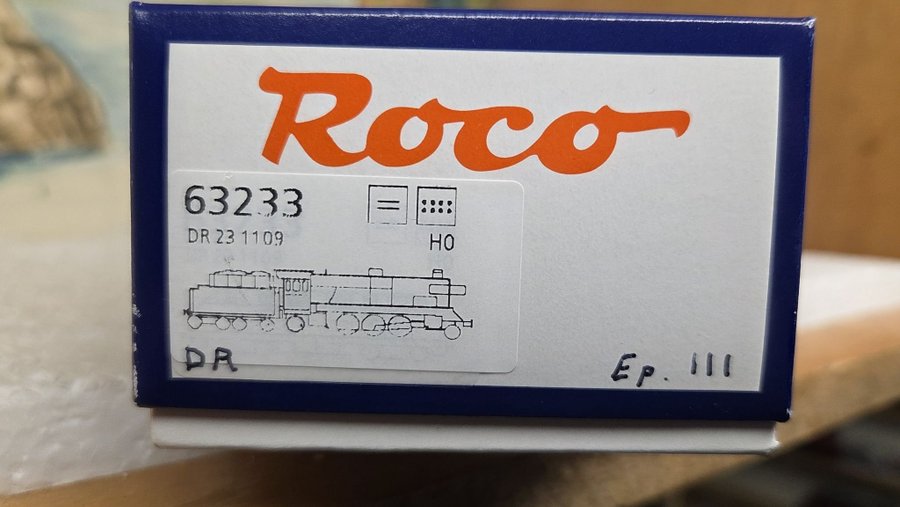 Roco
63233
DR 23 1109
H0
DR
Ep. III